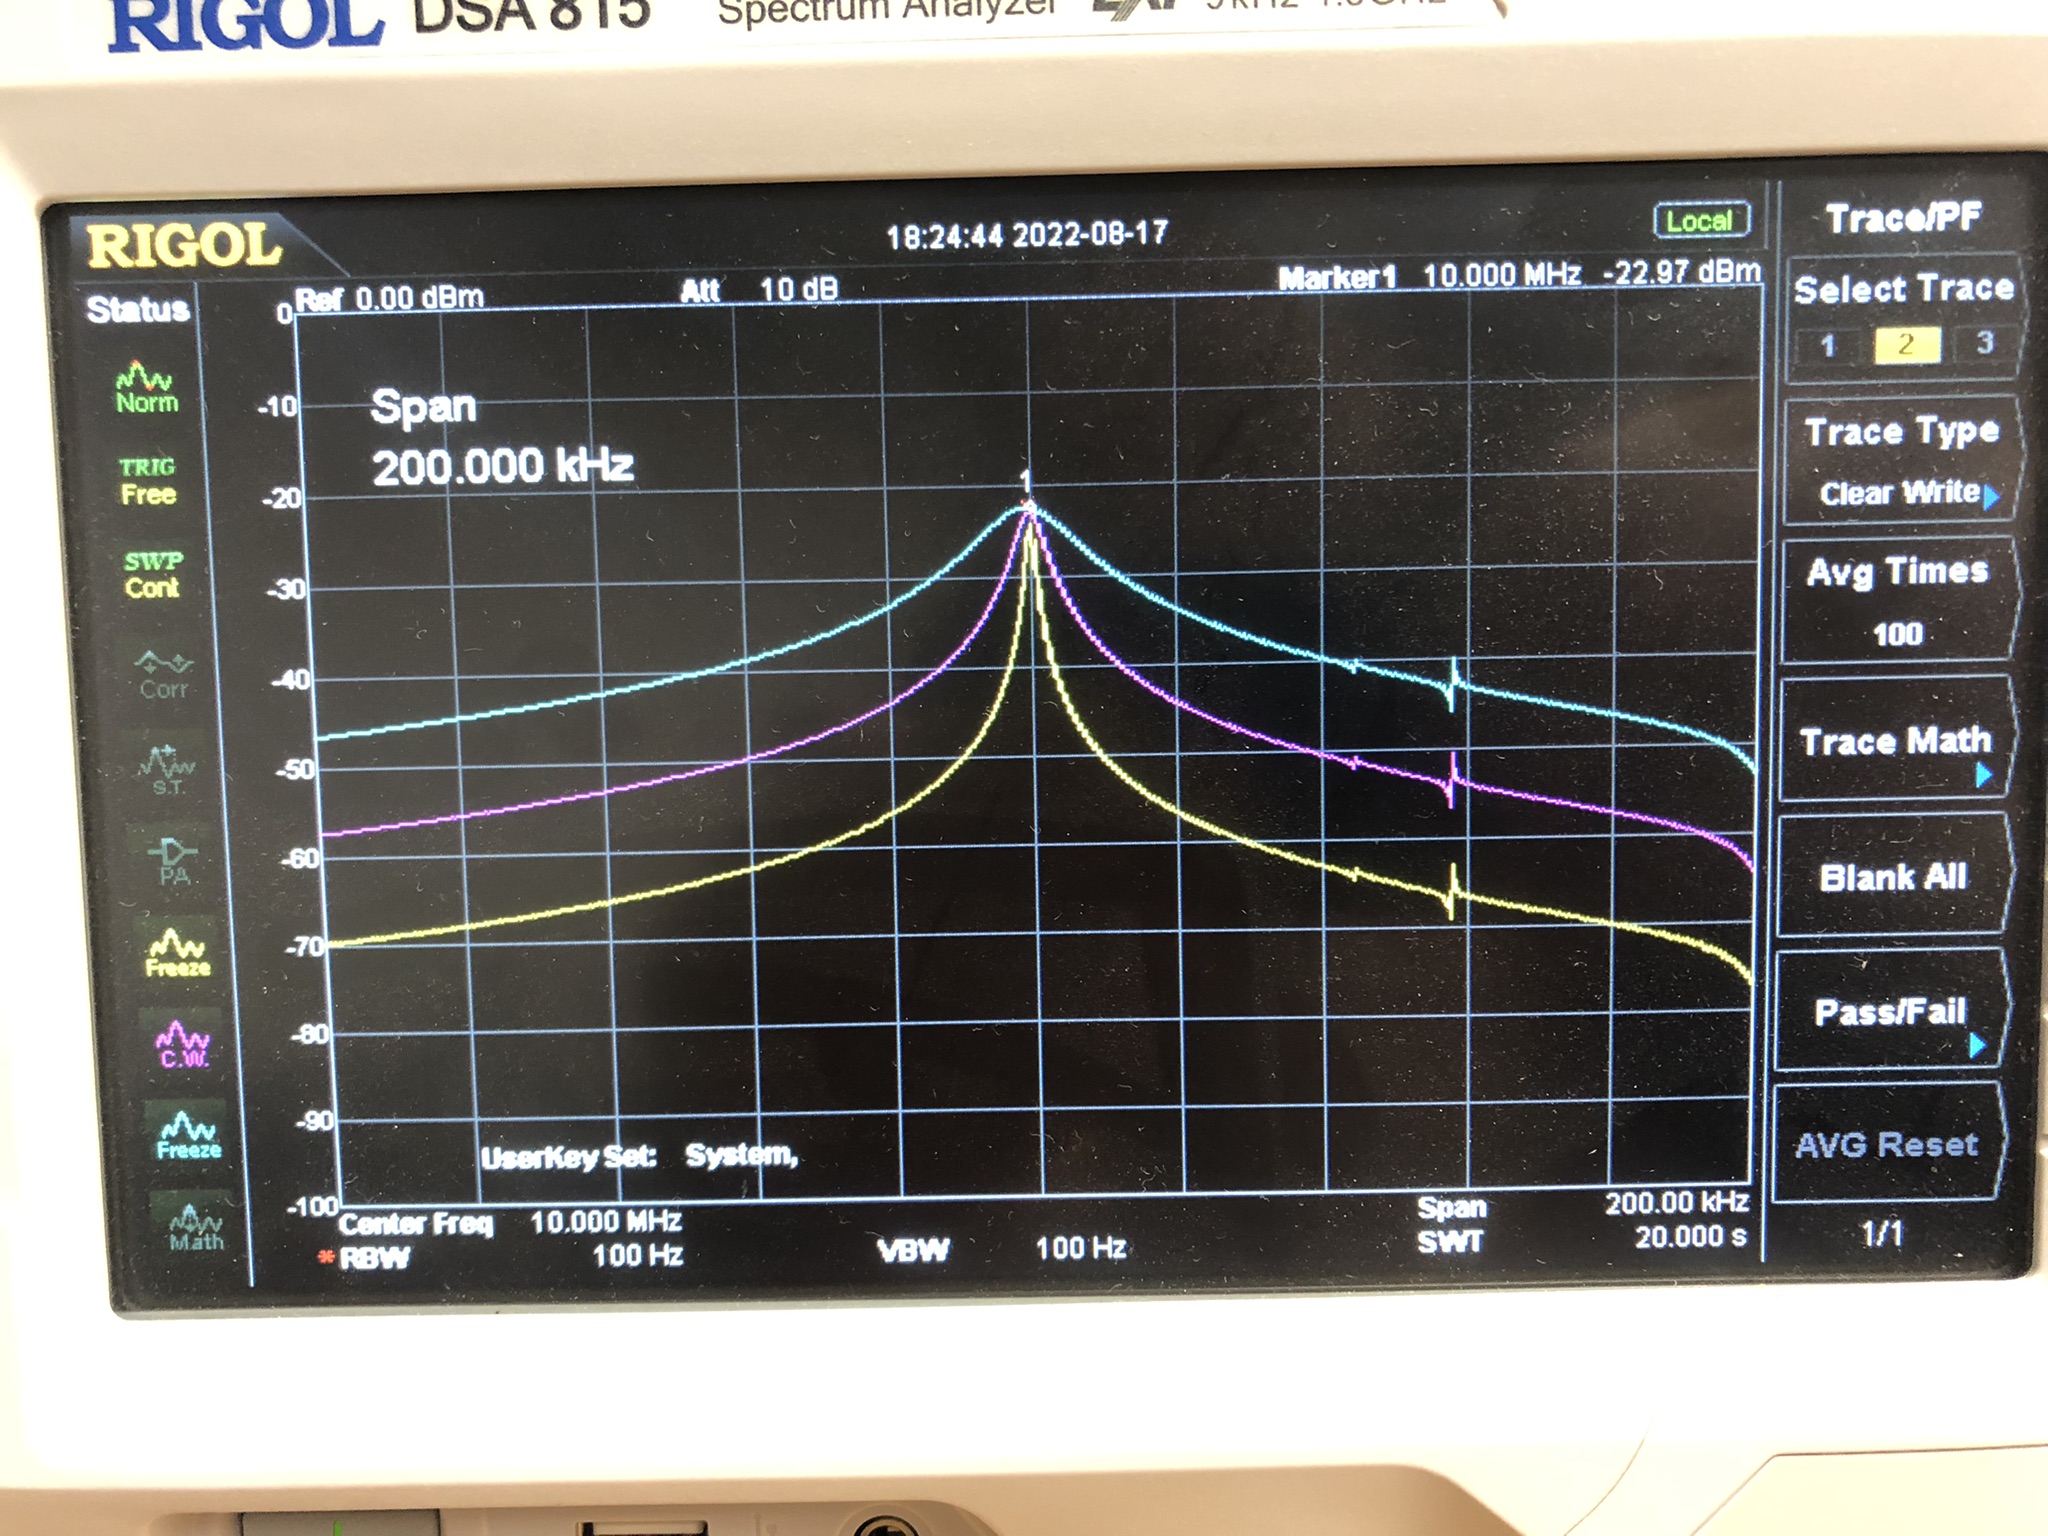 RIGOL DSA 815 Spectrum Analyzer
RIGOL
18:24:44 2022-08-17
Local
Trace/PF
Status
Ref 0.00 dBm Att 10 dB Marker1 10.000 MHz -22.97 dBm
Select Trace
1 2 3
Norm
TRIG
Free
SWP
Cont
Corr
S.T.
PA
Freeze
C.W.
Freeze
Math
0
-10
-20
-30
-40
-50
-60
-70
-80
-90
-100
Span
200.000 kHz
1
UserKey Set: System,
Center Freq 10.000 MHz
Span 200.00 kHz
*RBW 100 Hz
VBW 100 Hz
SWT 20.000 s
Trace Type
Clear Write
Avg Times
100
Trace Math
Blank All
Pass/Fail
AVG Reset
1/1